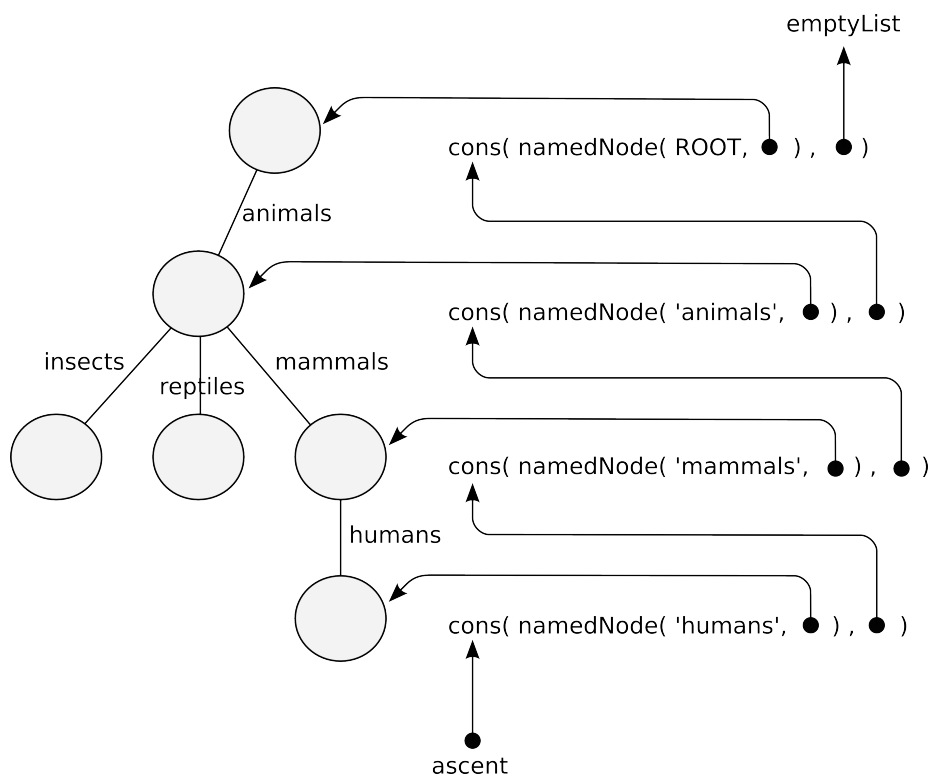 emptyList
cons( namedNode( ROOT, ) , )
animals
cons( namedNode( 'animals', ) , )
insects
reptiles
mammals
cons( namedNode( 'mammals', ) , )
humans
cons( namedNode( 'humans', ) , )
ascent